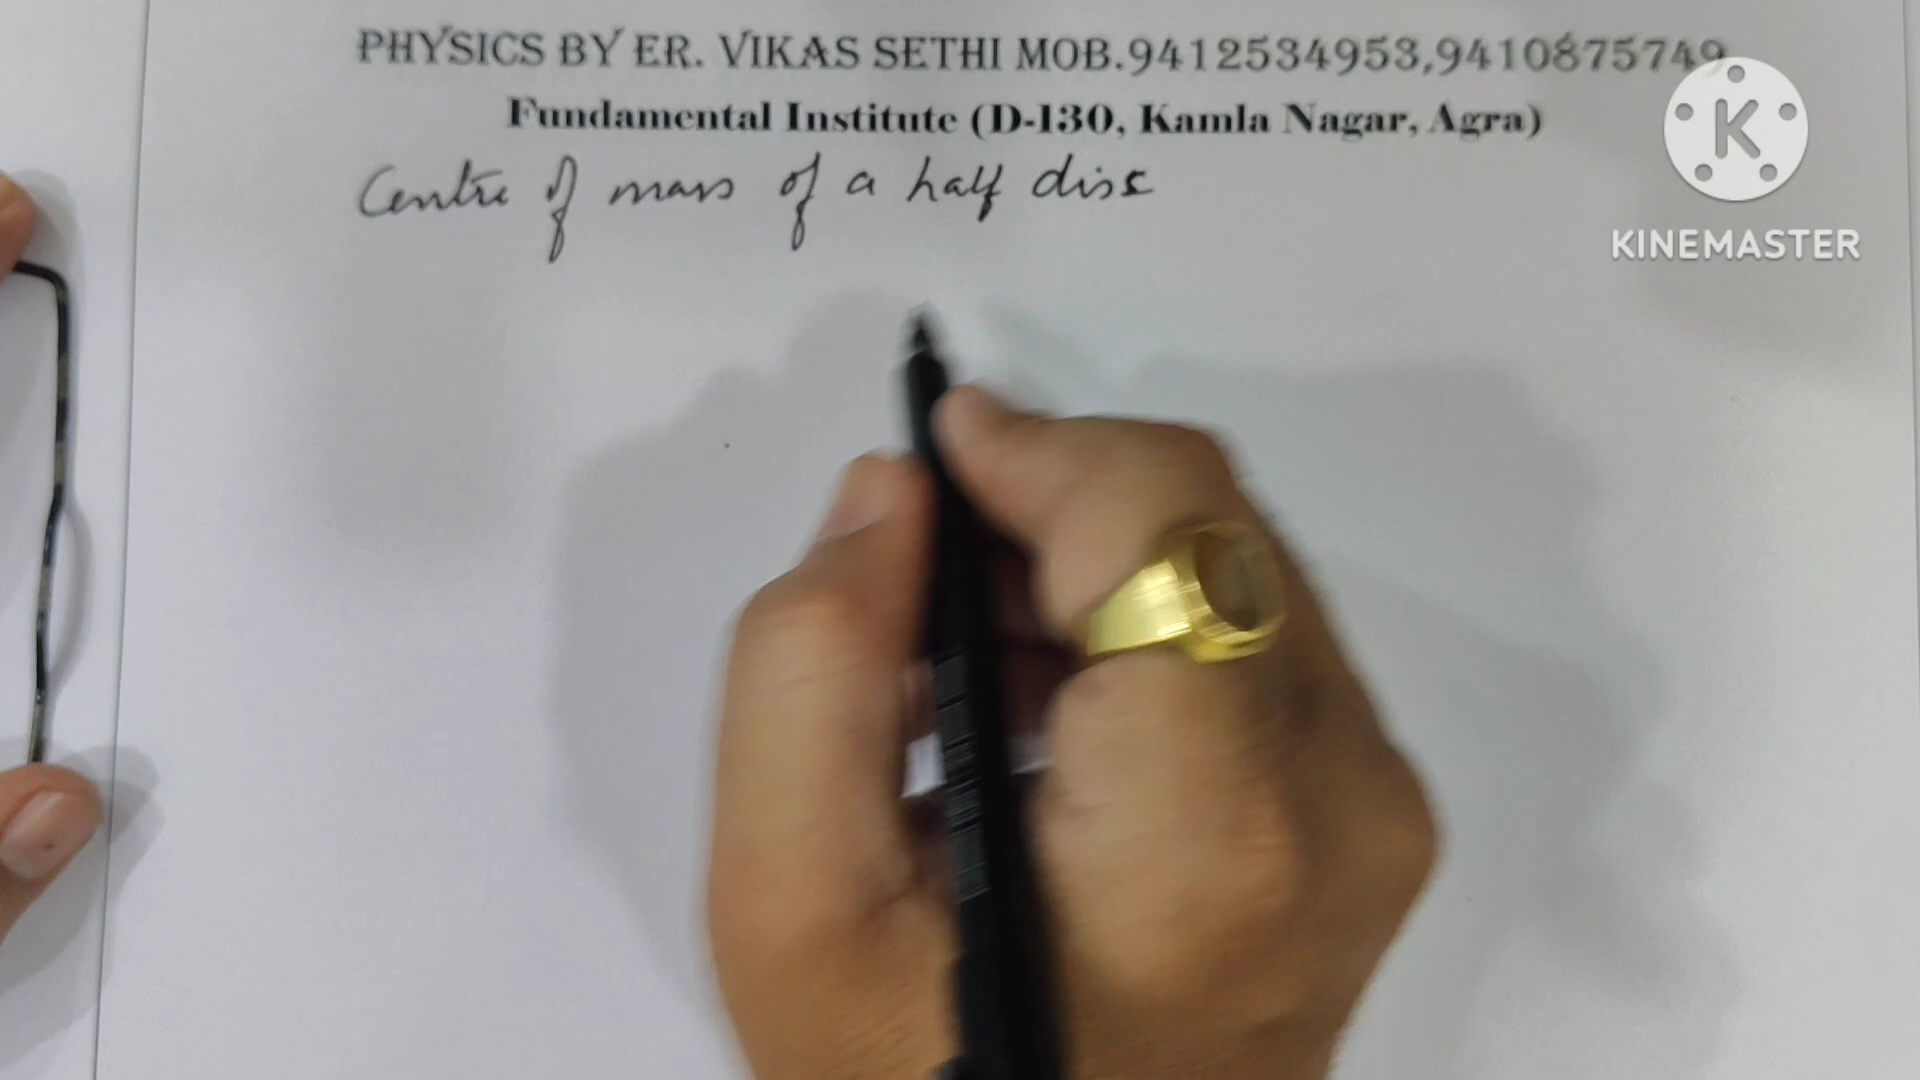 PHYSICS BY ER. VIKAS SETHI MOB.9412534953,9410875749
Fundamental Institute (D-130, Kamla Nagar, Agra)
Centre of mass of a half disc
K
KINEMASTER